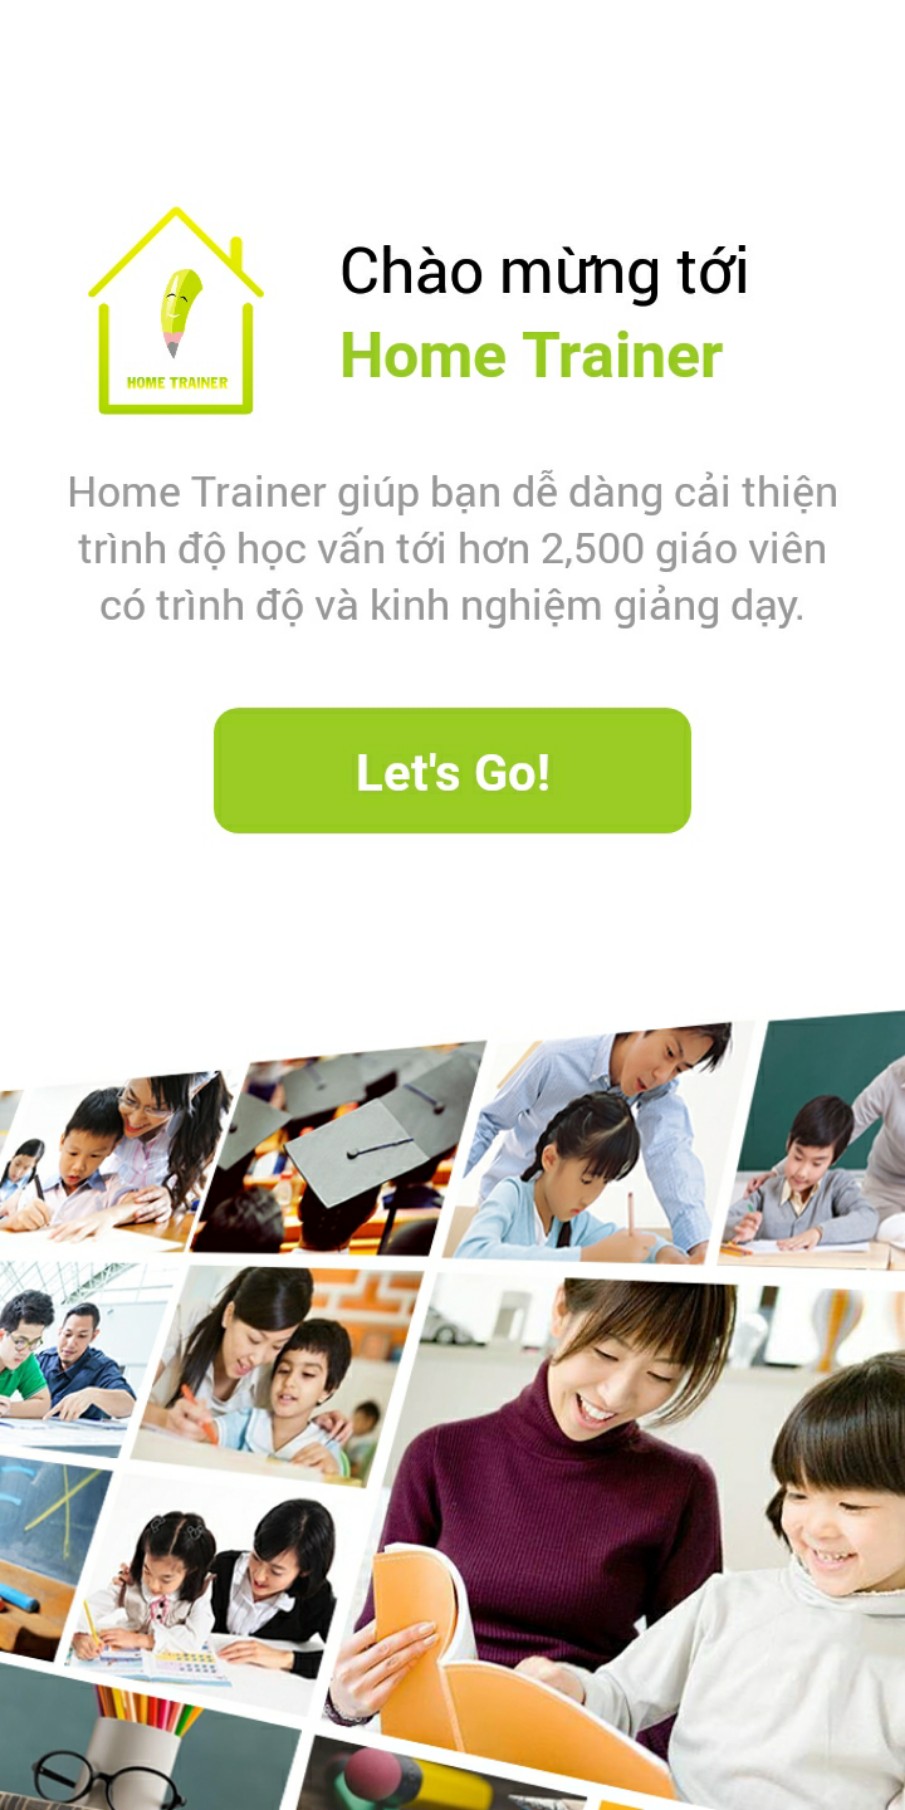 HOME TRAINER
Chào mừng tới
Home Trainer
Home Trainer giúp bạn dễ dàng cải thiện
trình độ học vấn tới hơn 2,500 giáo viên
có trình độ và kinh nghiệm giảng dạy.
Let's Go!